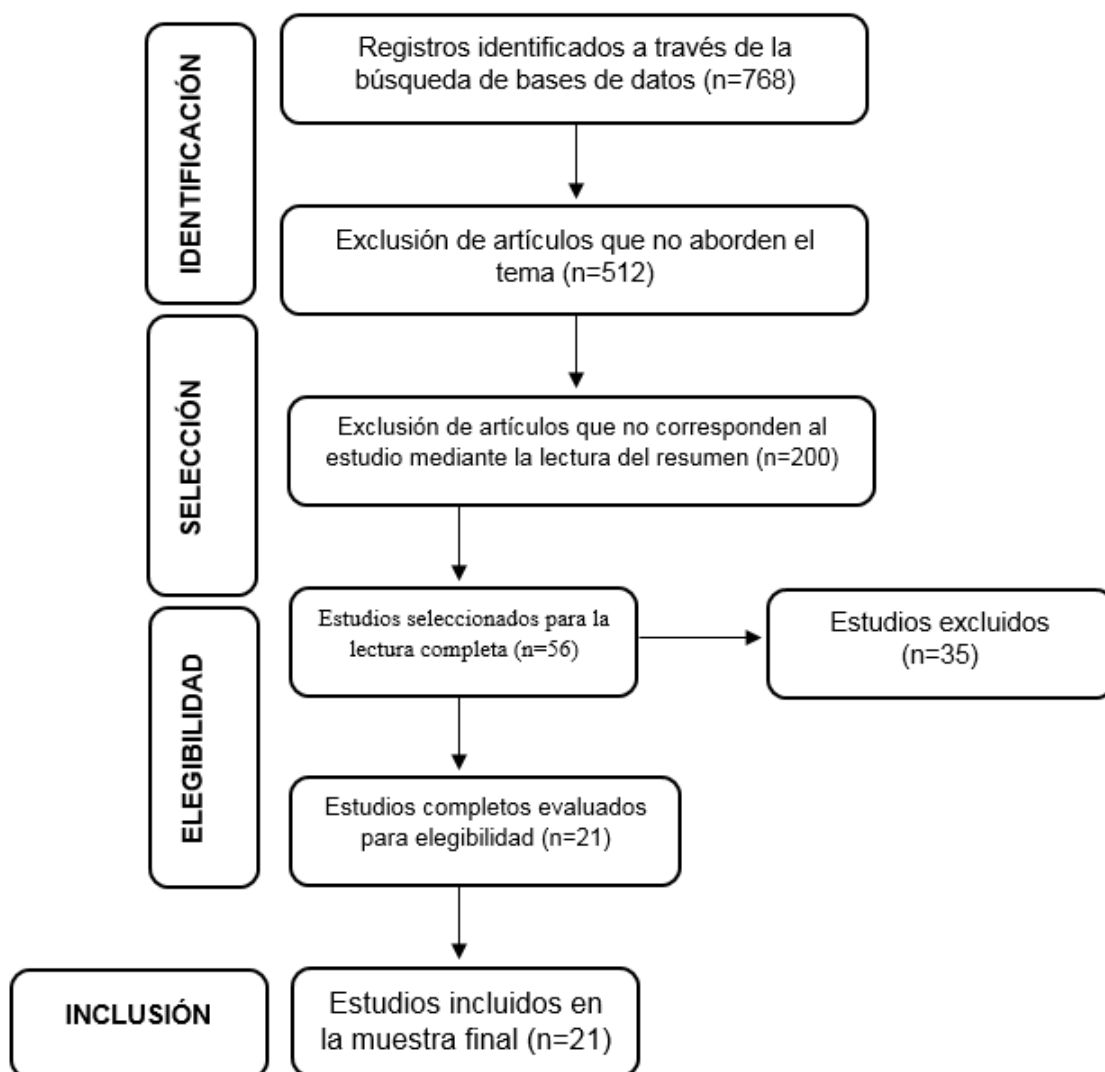 IDENTIFICACIÓN
Registros identificados a través de la
búsqueda de bases de datos (n=768)
Exclusión de artículos que no aborden el
tema (n=512)
SELECCIÓN
Exclusión de artículos que no corresponden al
estudio mediante la lectura del resumen (n=200)
ELEGIBILIDAD
Estudios seleccionados para la
lectura completa (n=56)
Estudios excluidos
(n=35)
Estudios completos evaluados
para elegibilidad (n=21)
INCLUSIÓN
Estudios incluidos en
la muestra final (n=21)